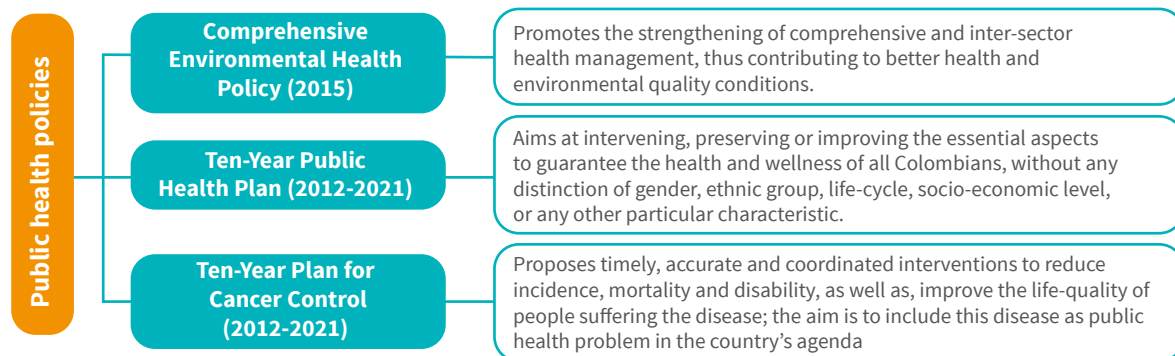 Public health policies
Comprehensive
Environmental Health
Policy (2015)
Promotes the strengthening of comprehensive and inter-sector
health management, thus contributing to better health and
environmental quality conditions.
Ten-Year Public
Health Plan (2012-2021)
Aims at intervening, preserving or improving the essential aspects
to guarantee the health and wellness of all Colombians, without any
distinction of gender, ethnic group, life-cycle, socio-economic level,
or any other particular characteristic.
Ten-Year Plan for
Cancer Control
(2012-2021)
Proposes timely, accurate and coordinated interventions to reduce
incidence, mortality and disability, as well as, improve the life-quality of
people suffering the disease; the aim is to include this disease as public
health problem in the country’s agenda